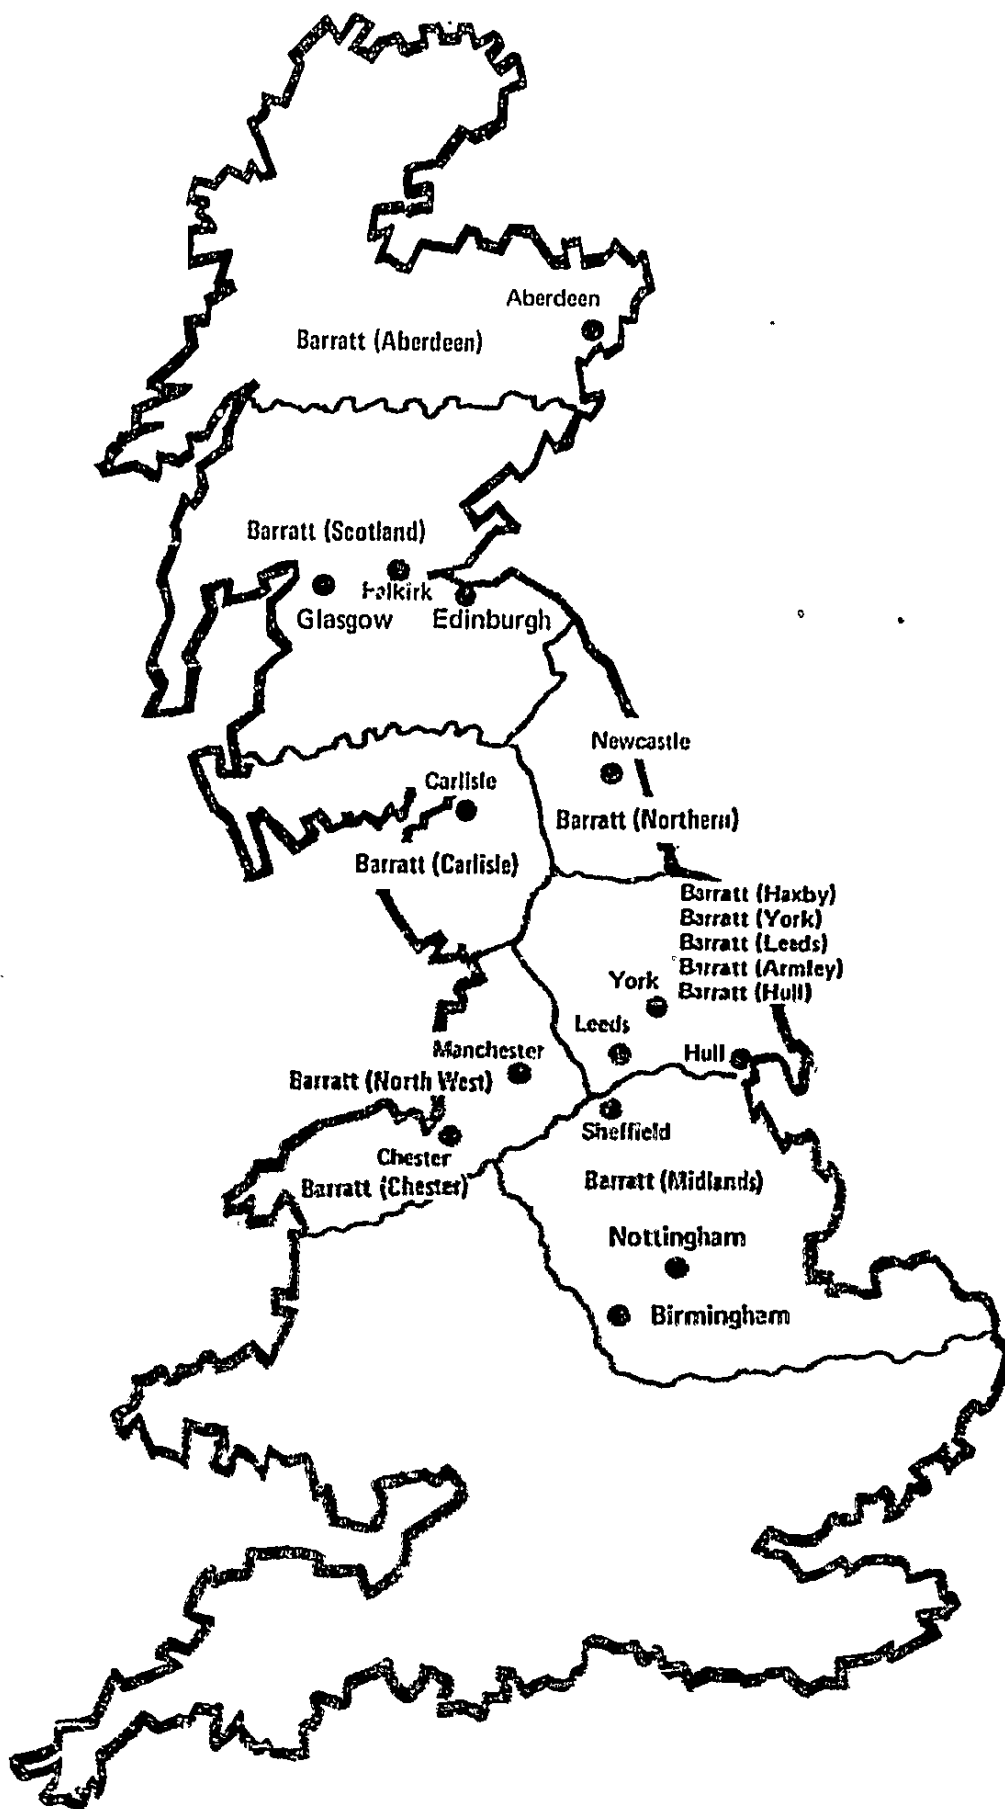 Aberdeen
Barratt (Aberdeen)
Barratt (Scotland)
Falkirk
Glasgow
Edinburgh
Newcastle
Carlisle
Barratt (Northern)
Barratt (Carlisle)
Barratt (Haxby)
Barratt (York)
Barratt (Leeds)
Barratt (Armley)
Barratt (Hull)
York
Leeds
Hull
Manchester
Barratt (North West)
Sheffield
Chester
Barratt (Chester)
Barratt (Midlands)
Nottingham
Birmingham